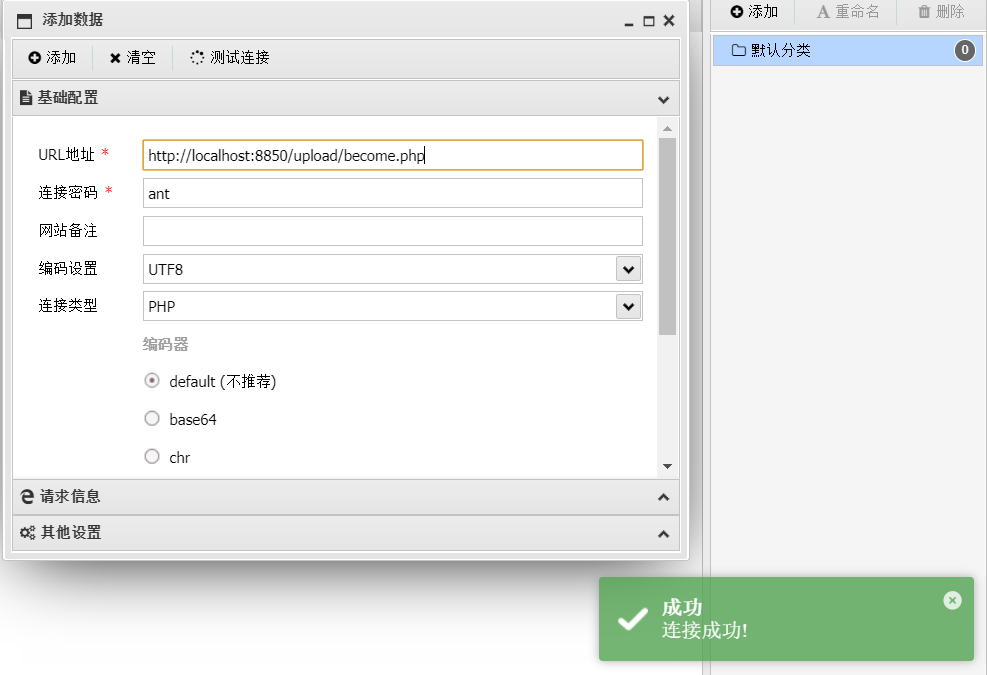 添加数据
添加 清空 测试连接
基础配置
URL地址 * http://localhost:8850/upload/become.php
连接密码 * ant
网站备注
编码设置 UTF8
连接类型 PHP
编码器
default (不推荐)
base64
chr
请求信息
其他设置
添加 重命名 删除
默认分类 0
成功
连接成功!